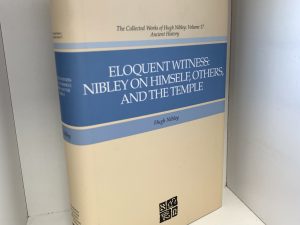 The Collected Works of Hugh Nibley: Volume 17
Ancient History
ELOQUENT WITNESS:
NIBLEY ON HIMSELF, OTHERS,
AND THE TEMPLE
Hugh Nibley